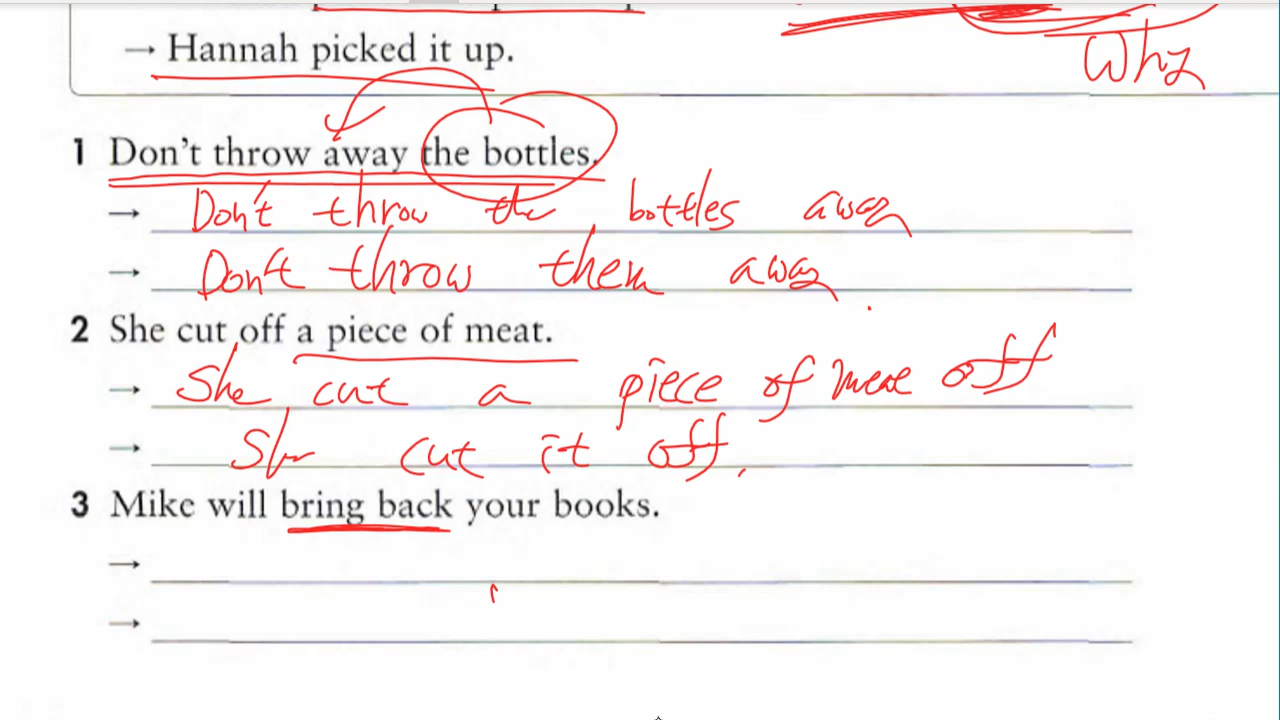 → Hannah picked it up.
Why
1 Don't throw away the bottles.
→ Don't throw the bottles away
→ Don't throw them away.
2 She cut off a piece of meat.
→ She cut a piece of meat off
→ She cut it off.
3 Mike will bring back your books.
→
→